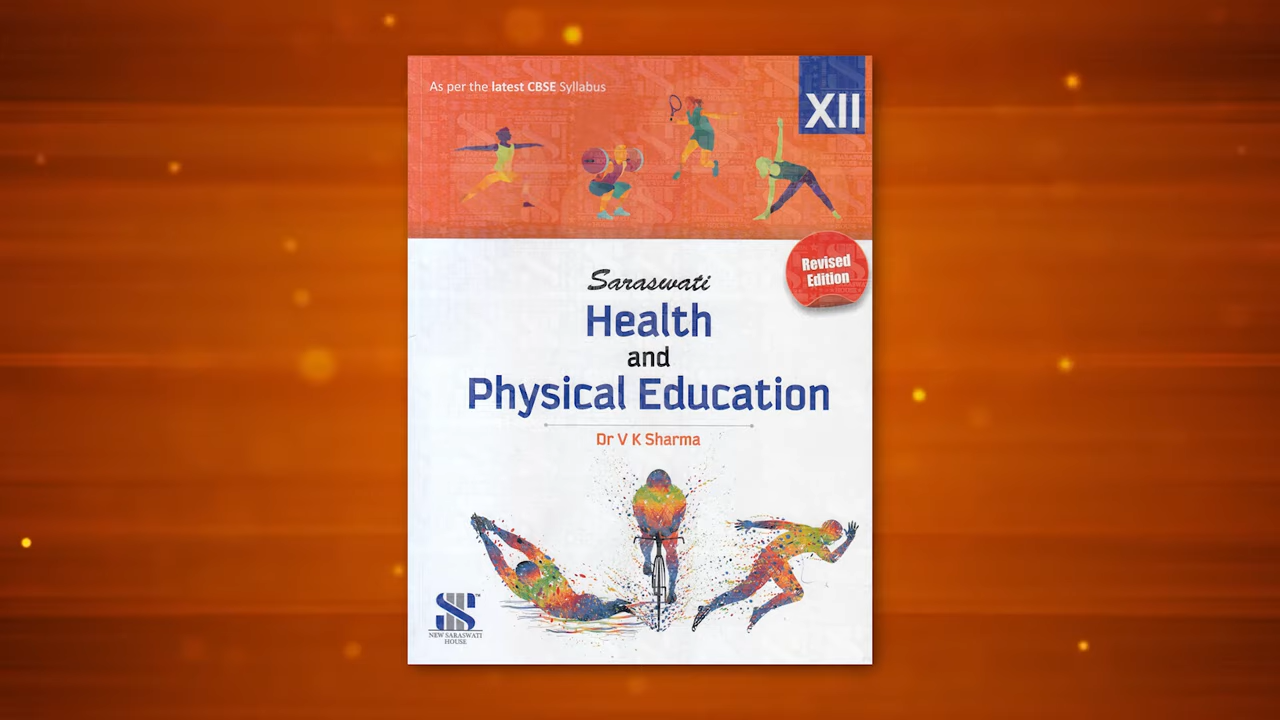 As per the latest CBSE Syllabus
XII
Revised
Edition
Saraswati
Health
and
Physical Education
Dr V K Sharma
SS™
NEW SARASWATI
HOUSE